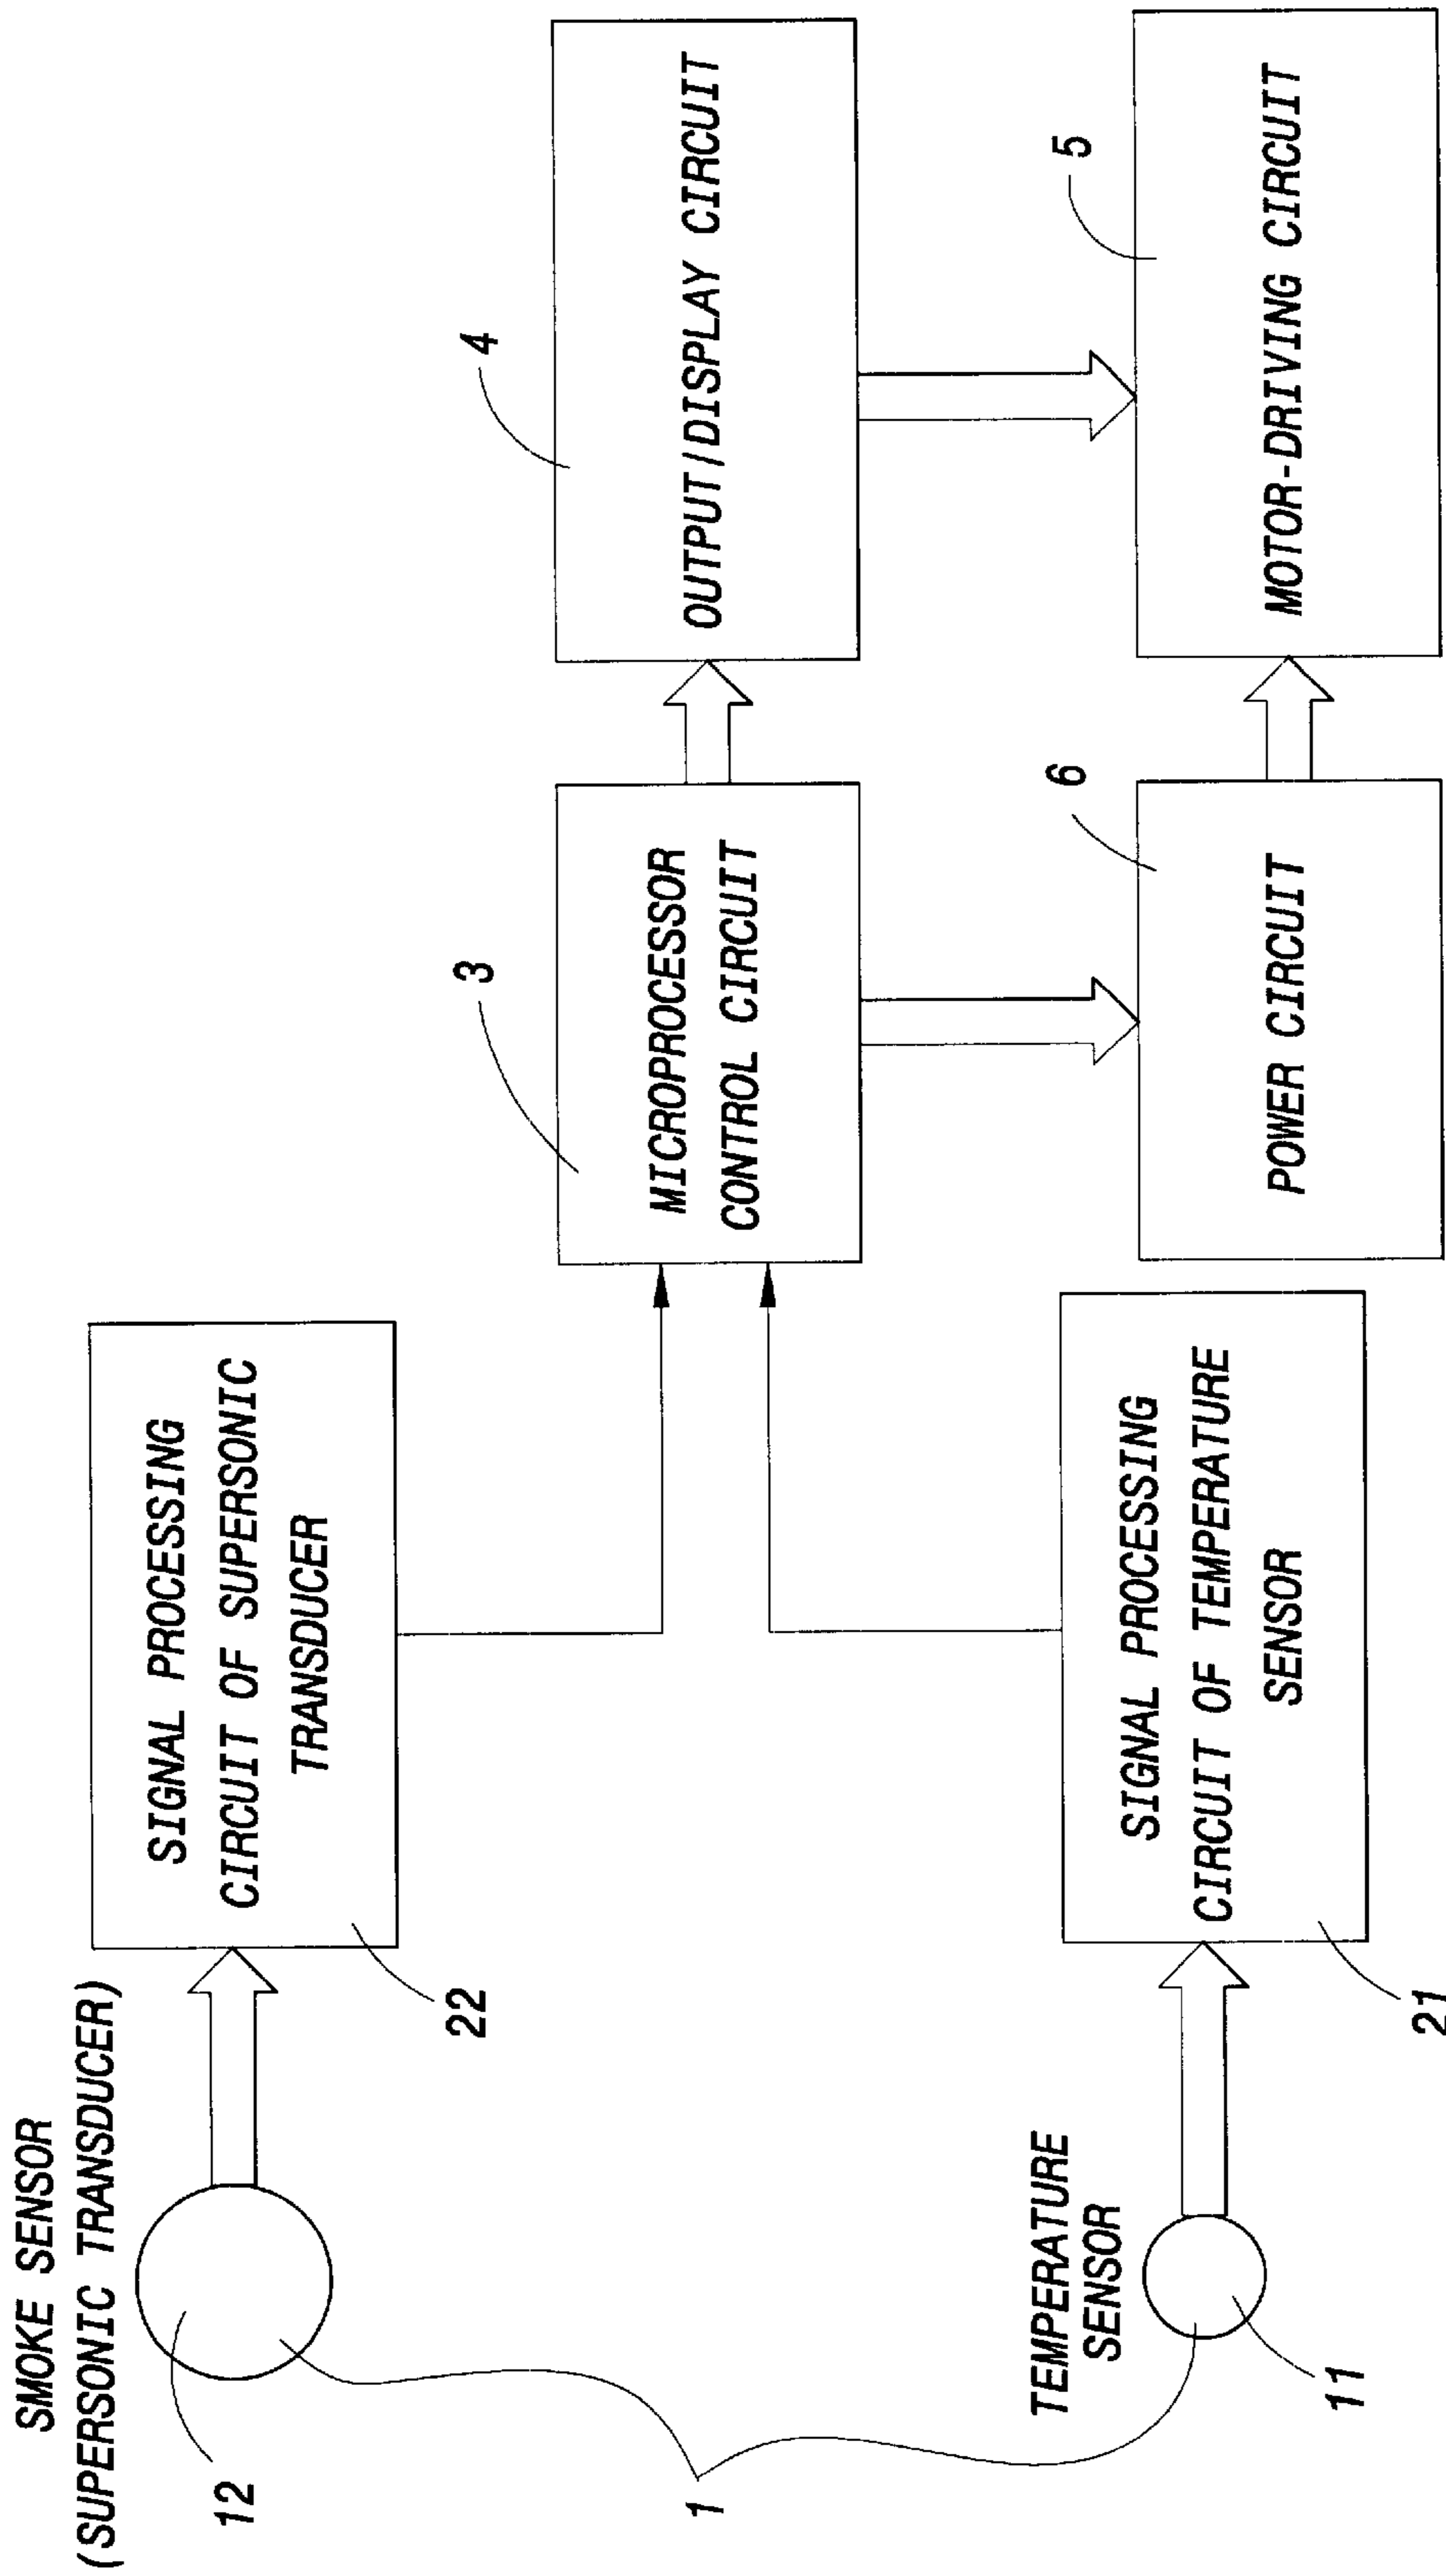 SMOKE SENSOR
(SUPERSONIC TRANSDUCER)
12
SIGNAL PROCESSING
CIRCUIT OF SUPERSONIC
TRANSDUCER
22
1
3
MICROPROCESSOR
CONTROL CIRCUIT
4
OUTPUT/DISPLAY CIRCUIT
TEMPERATURE
SENSOR
11
SIGNAL PROCESSING
CIRCUIT OF TEMPERATURE
SENSOR
21
6
POWER CIRCUIT
5
MOTOR-DRIVING CIRCUIT